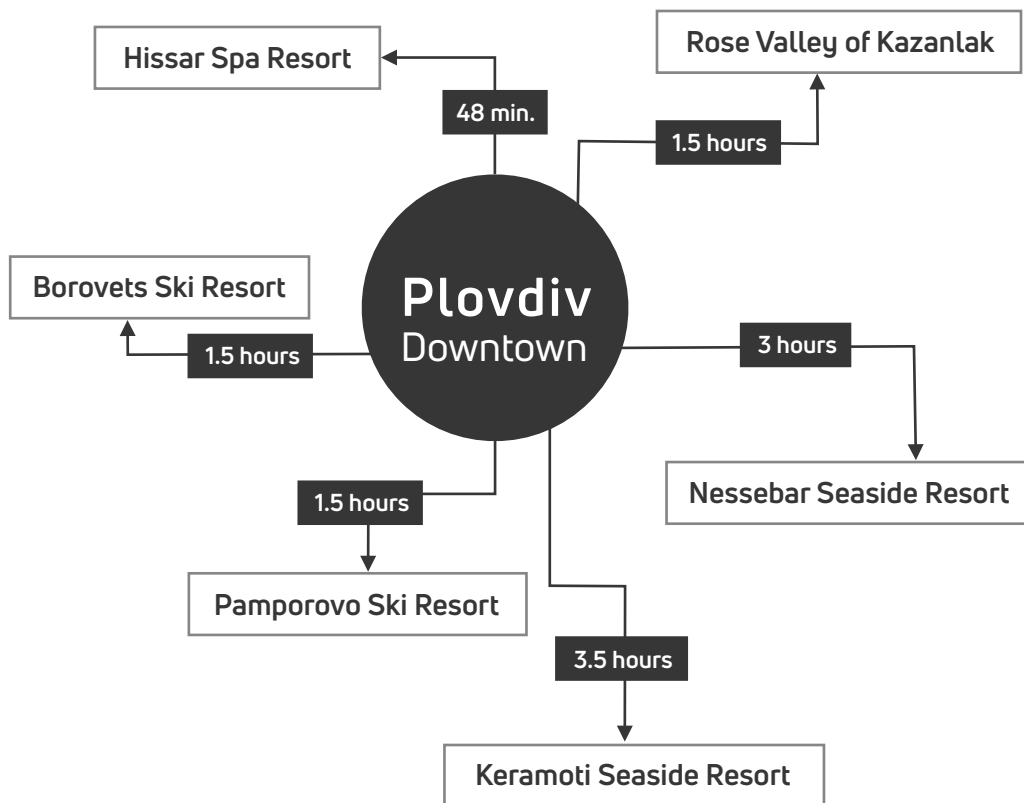 Rose Valley of Kazanlak
Hissar Spa Resort
48 min.
1.5 hours
Borovets Ski Resort
Plovdiv
Downtown
1.5 hours
3 hours
Nessebar Seaside Resort
1.5 hours
Pamporovo Ski Resort
3.5 hours
Keramoti Seaside Resort